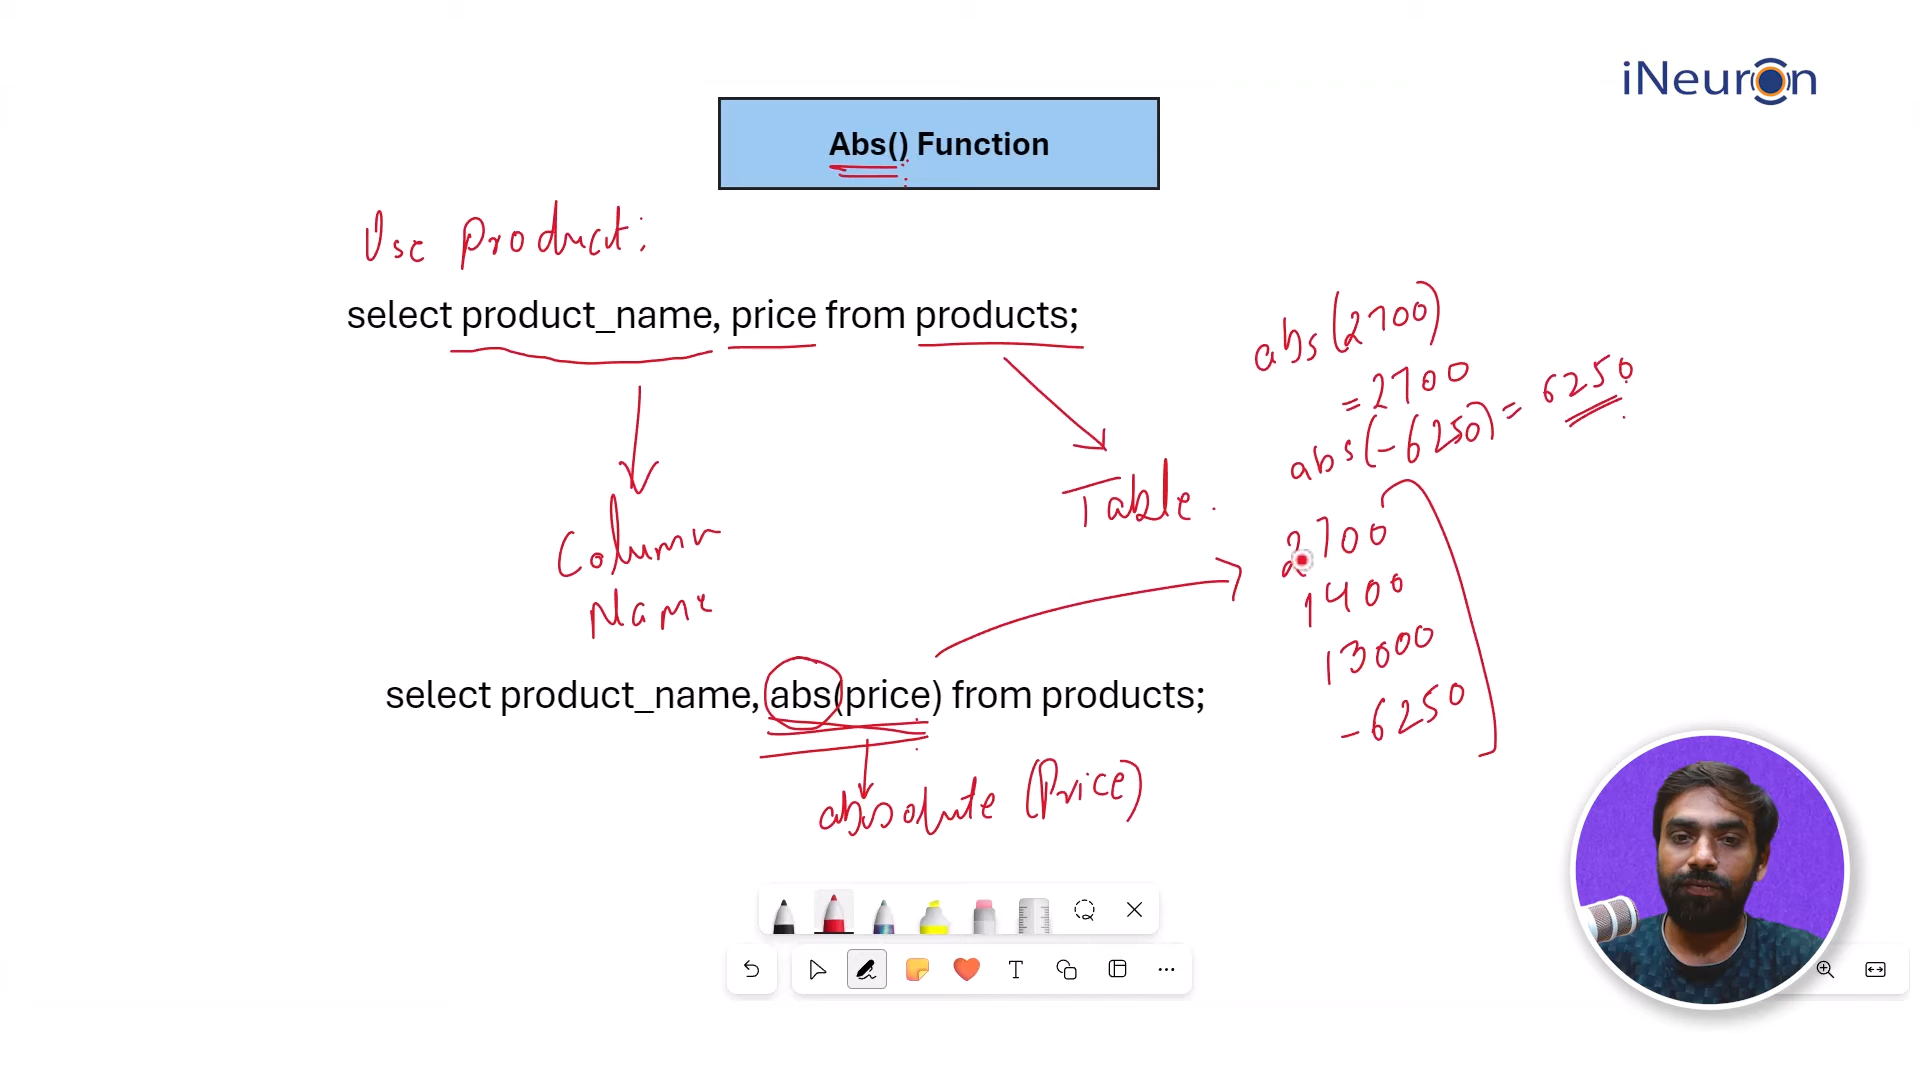 iNeuron
Abs() Function
Use Product;
select product_name, price from products;
abs(2700)
=2700
abs(-6250) = 6250
Table.
Column
Name
2700
1400
13000
-6250
select product_name, abs(price) from products;
absolute (Price)
T